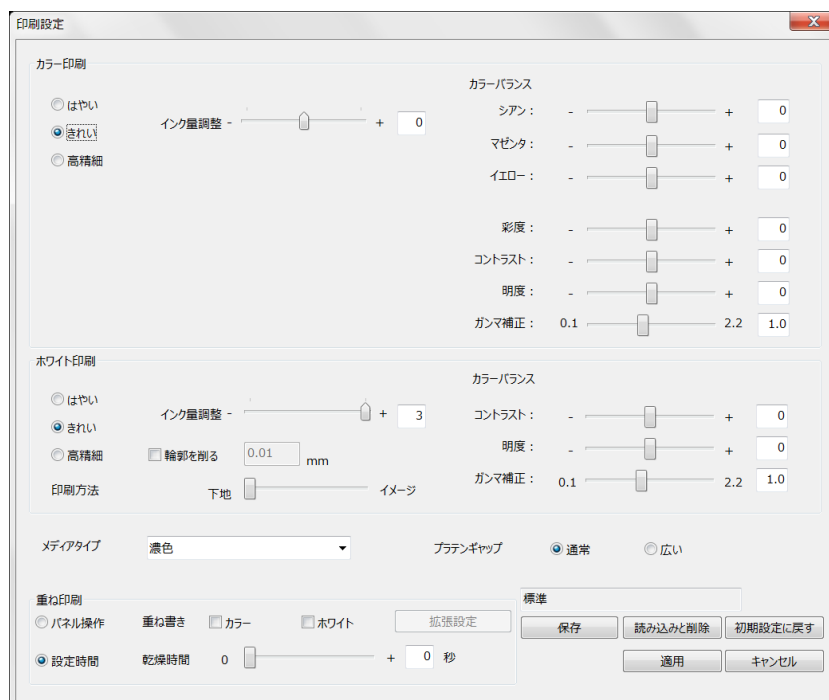 印刷設定
カラー印刷
カラーバランス
はやい
きれい
高精細
インク量調整 - + 0
シアン : - + 0
マゼンタ : - + 0
イエロー : - + 0
彩度 : - + 0
コントラスト : - + 0
明度 : - + 0
ガンマ補正 : 0.1 2.2 1.0
ホワイト印刷
カラーバランス
はやい
きれい
高精細
インク量調整 - + 3
輪郭を削る 0.01 mm
印刷方法 下地 イメージ
コントラスト : - + 0
明度 : - + 0
ガンマ補正 : 0.1 2.2 1.0
メディアタイプ 濃色
プラテンギャップ 通常 広い
重ね印刷
パネル操作 重ね書き カラー ホワイト 拡張設定
設定時間 乾燥時間 0 + 0 秒
標準
保存 読み込みと削除 初期設定に戻す
適用 キャンセル